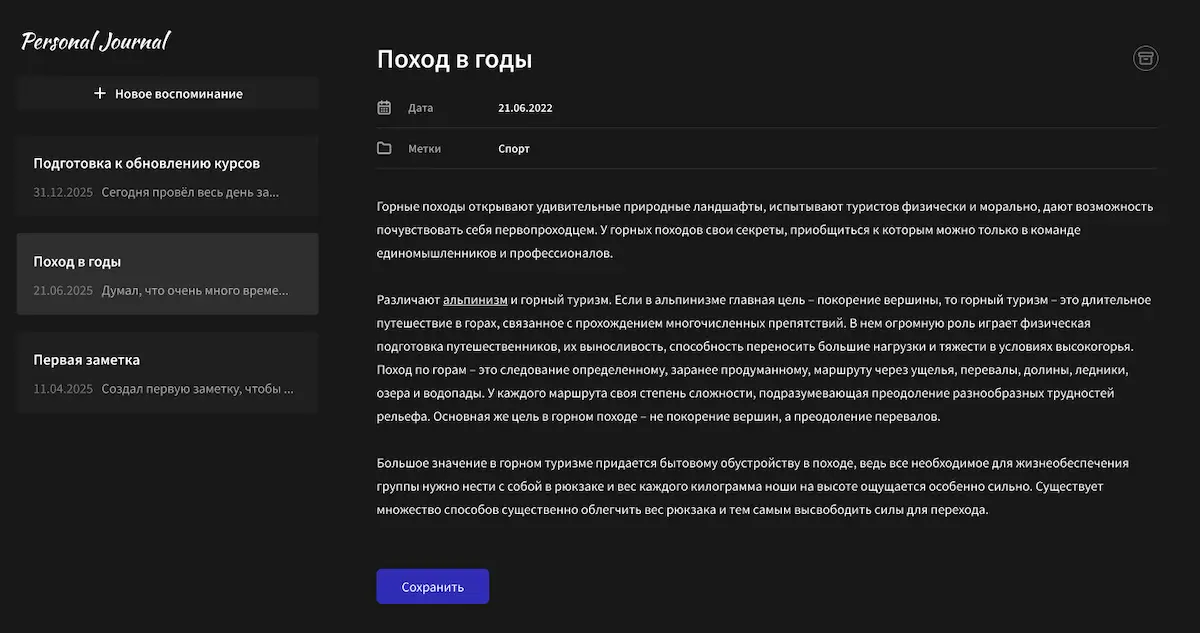 Personal Journal
+ Новое воспоминание
Подготовка к обновлению курсов
31.12.2025 Сегодня провёл весь день за...
Поход в годы
21.06.2025 Думал, что очень много време...
Первая заметка
11.04.2025 Создал первую заметку, чтобы ...
Поход в годы
Дата 21.06.2022
Метки Спорт
Горные походы открывают удивительные природные ландшафты, испытывают туристов физически и морально, дают возможность
почувствовать себя первопроходцем. У горных походов свои секреты, приобщиться к которым можно только в команде
единомышленников и профессионалов.
Различают альпинизм и горный туризм. Если в альпинизме главная цель – покорение вершины, то горный туризм – это длительное
путешествие в горах, связанное с прохождением многочисленных препятствий. В нем огромную роль играет физическая
подготовка путешественников, их выносливость, способность переносить большие нагрузки и тяжести в условиях высокогорья.
Поход по горам – это следование определенному, заранее продуманному, маршруту через ущелья, перевалы, долины, ледники,
озера и водопады. У каждого маршрута своя степень сложности, подразумевающая преодоление разнообразных трудностей
рельефа. Основная же цель в горном походе – не покорение вершин, а преодоление перевалов.
Большое значение в горном туризме придается бытовому обустройству в походе, ведь все необходимое для жизнеобеспечения
группы нужно нести с собой в рюкзаке и вес каждого килограмма ноши на высоте ощущается особенно сильно. Существует
множество способов существенно облегчить вес рюкзака и тем самым высвободить силы для перехода.
Сохранить